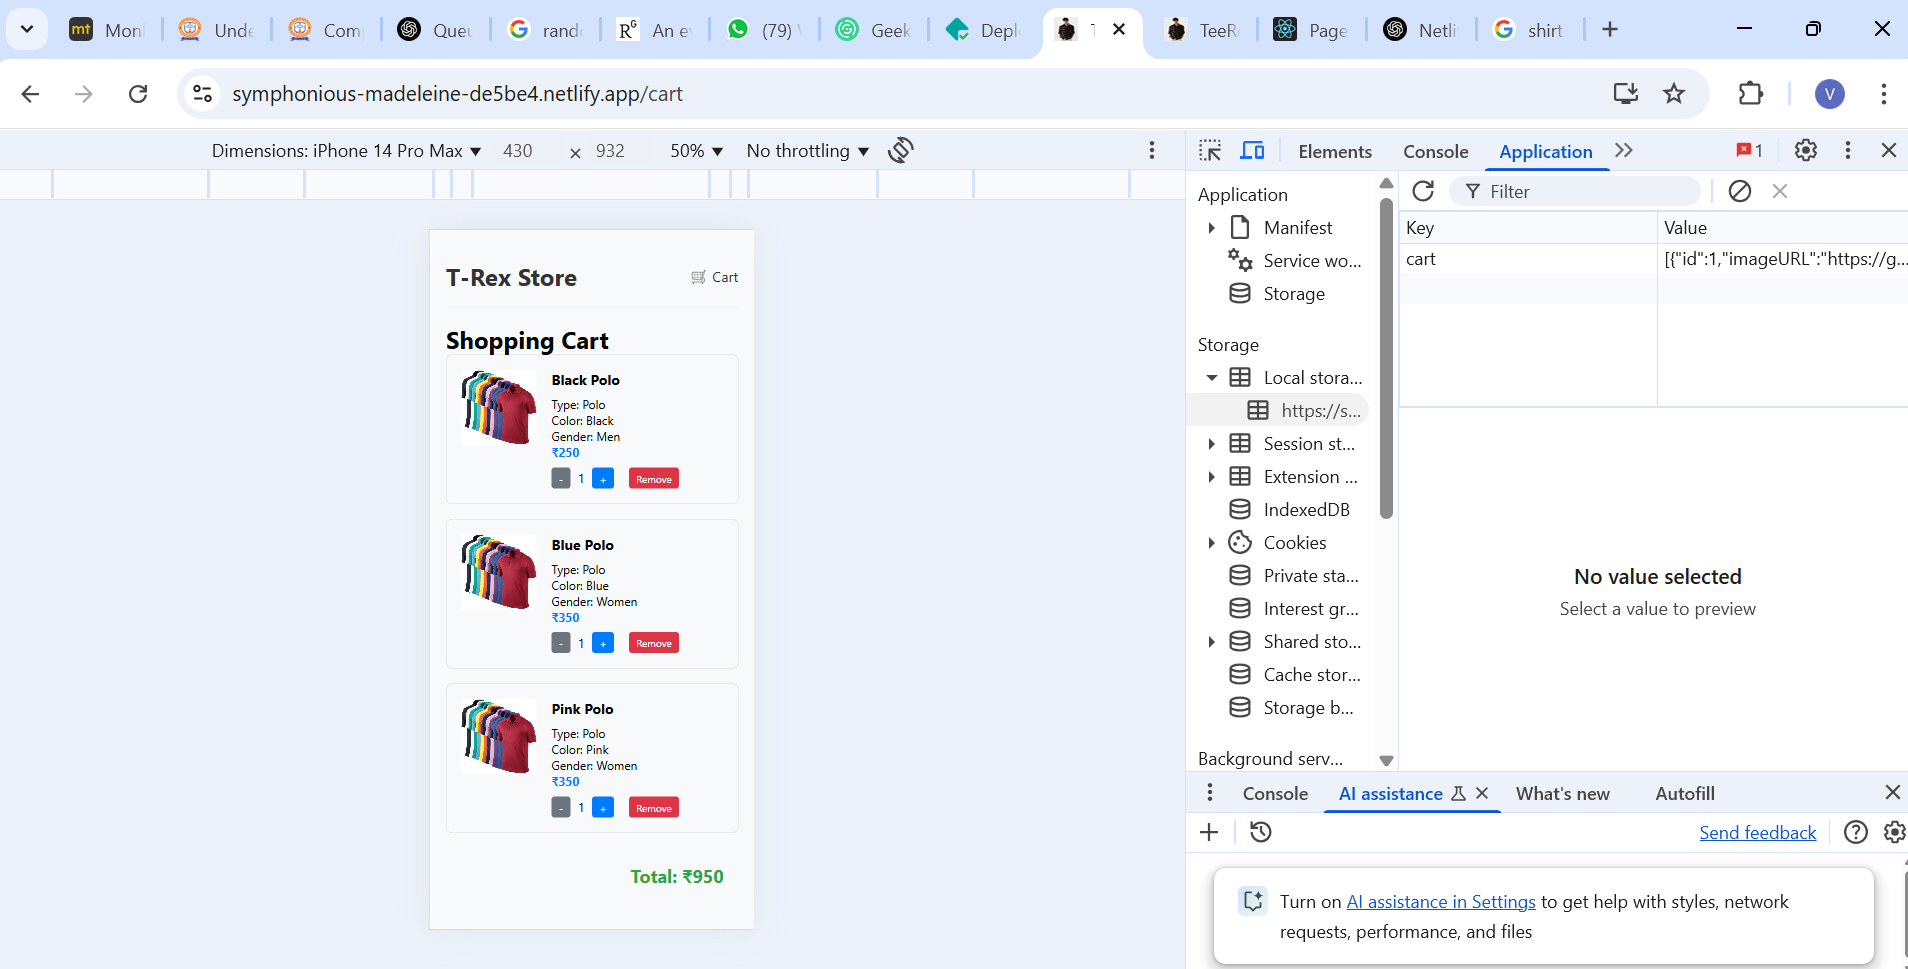 mt Mon
Unde
Com
Que
rand
An e
(79)
Geek
Depl
T
TeeR
Page
Netli
shirt
symphonious-madeleine-de5be4.netlify.app/cart
V
Dimensions: iPhone 14 Pro Max 430 × 932 50% No throttling
Elements Console Application 1
T-Rex Store
🛒 Cart
Shopping Cart
Black Polo
Type: Polo
Color: Black
Gender: Men
₹250
- 1 + Remove
Blue Polo
Type: Polo
Color: Blue
Gender: Women
₹350
- 1 + Remove
Pink Polo
Type: Polo
Color: Pink
Gender: Women
₹350
- 1 + Remove
Total: ₹950
Application
Manifest
Service wo...
Storage
Storage
Local stora...
https://s...
Session st...
Extension ...
IndexedDB
Cookies
Private sta...
Interest gr...
Shared sto...
Cache stor...
Storage b...
Background serv...
Filter
Key Value
cart [{"id":1,"imageURL":"https://g...
No value selected
Select a value to preview
Console AI assistance What's new Autofill
Send feedback
Turn on AI assistance in Settings to get help with styles, network
requests, performance, and files